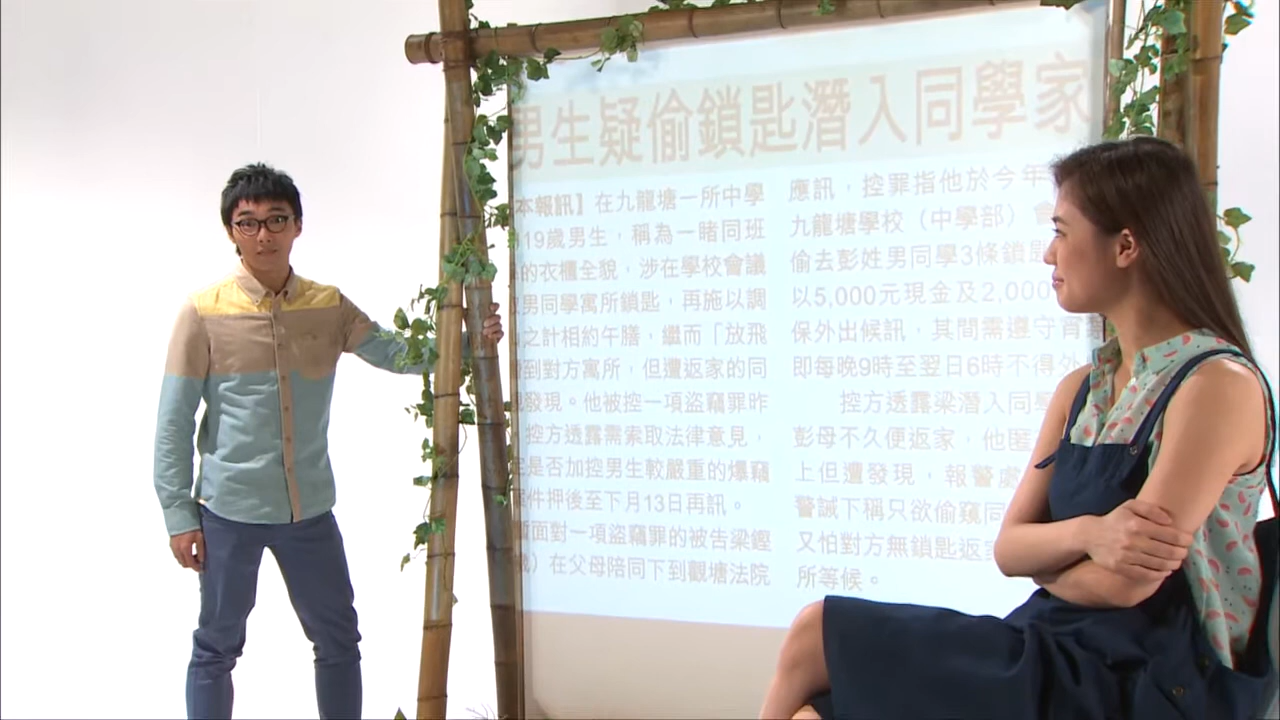 男生疑偷鎖匙潛入同學家
本報訊】在九龍塘一所中學
19歲男生，稱為一睹同班
的衣櫃全貌，涉在學校會議
男同學寓所鎖匙，再施以調
之計相約午膳，繼而「放飛
到對方寓所，但遭返家的同
發現。他被控一項盜竊罪昨
控方透露需索取法律意見，
是否加控男生較嚴重的爆竊
案件押後至下月13日再訊。
面對一項盜竊罪的被告梁鏗
）在父母陪同下到觀塘法院
應訊，控罪指他於今年
九龍塘學校（中學部）會
偷去彭姓男同學3條鎖匙
以5,000元現金及2,000
保外出候訊，其間需遵守宵
即每晚9時至翌日6時不得外
控方透露梁潛入同學
彭母不久便返家，他匿
上但遭發現，報警處
警誡下稱只欲偷窺同
又怕對方無鎖匙返家
所等候。